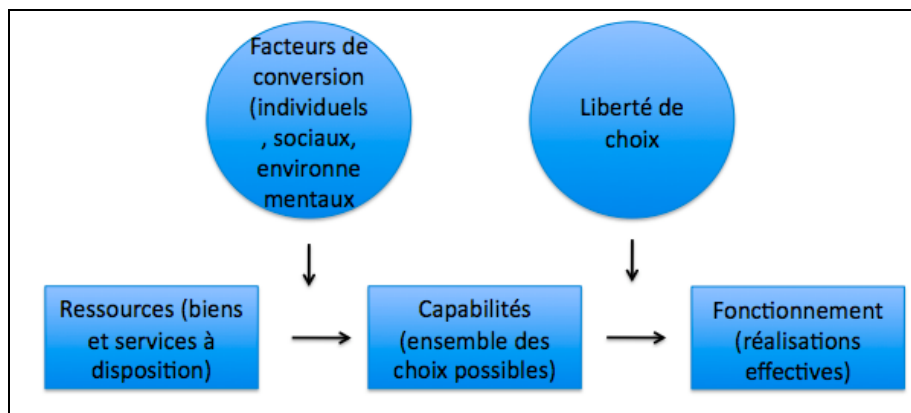 Facteurs de
conversion
(individuels
, sociaux,
environne
mentaux
Liberté de
choix
Ressources (biens
et services à
disposition)
Capabilités
(ensemble des
choix possibles)
Fonctionnement
(réalisations
effectives)